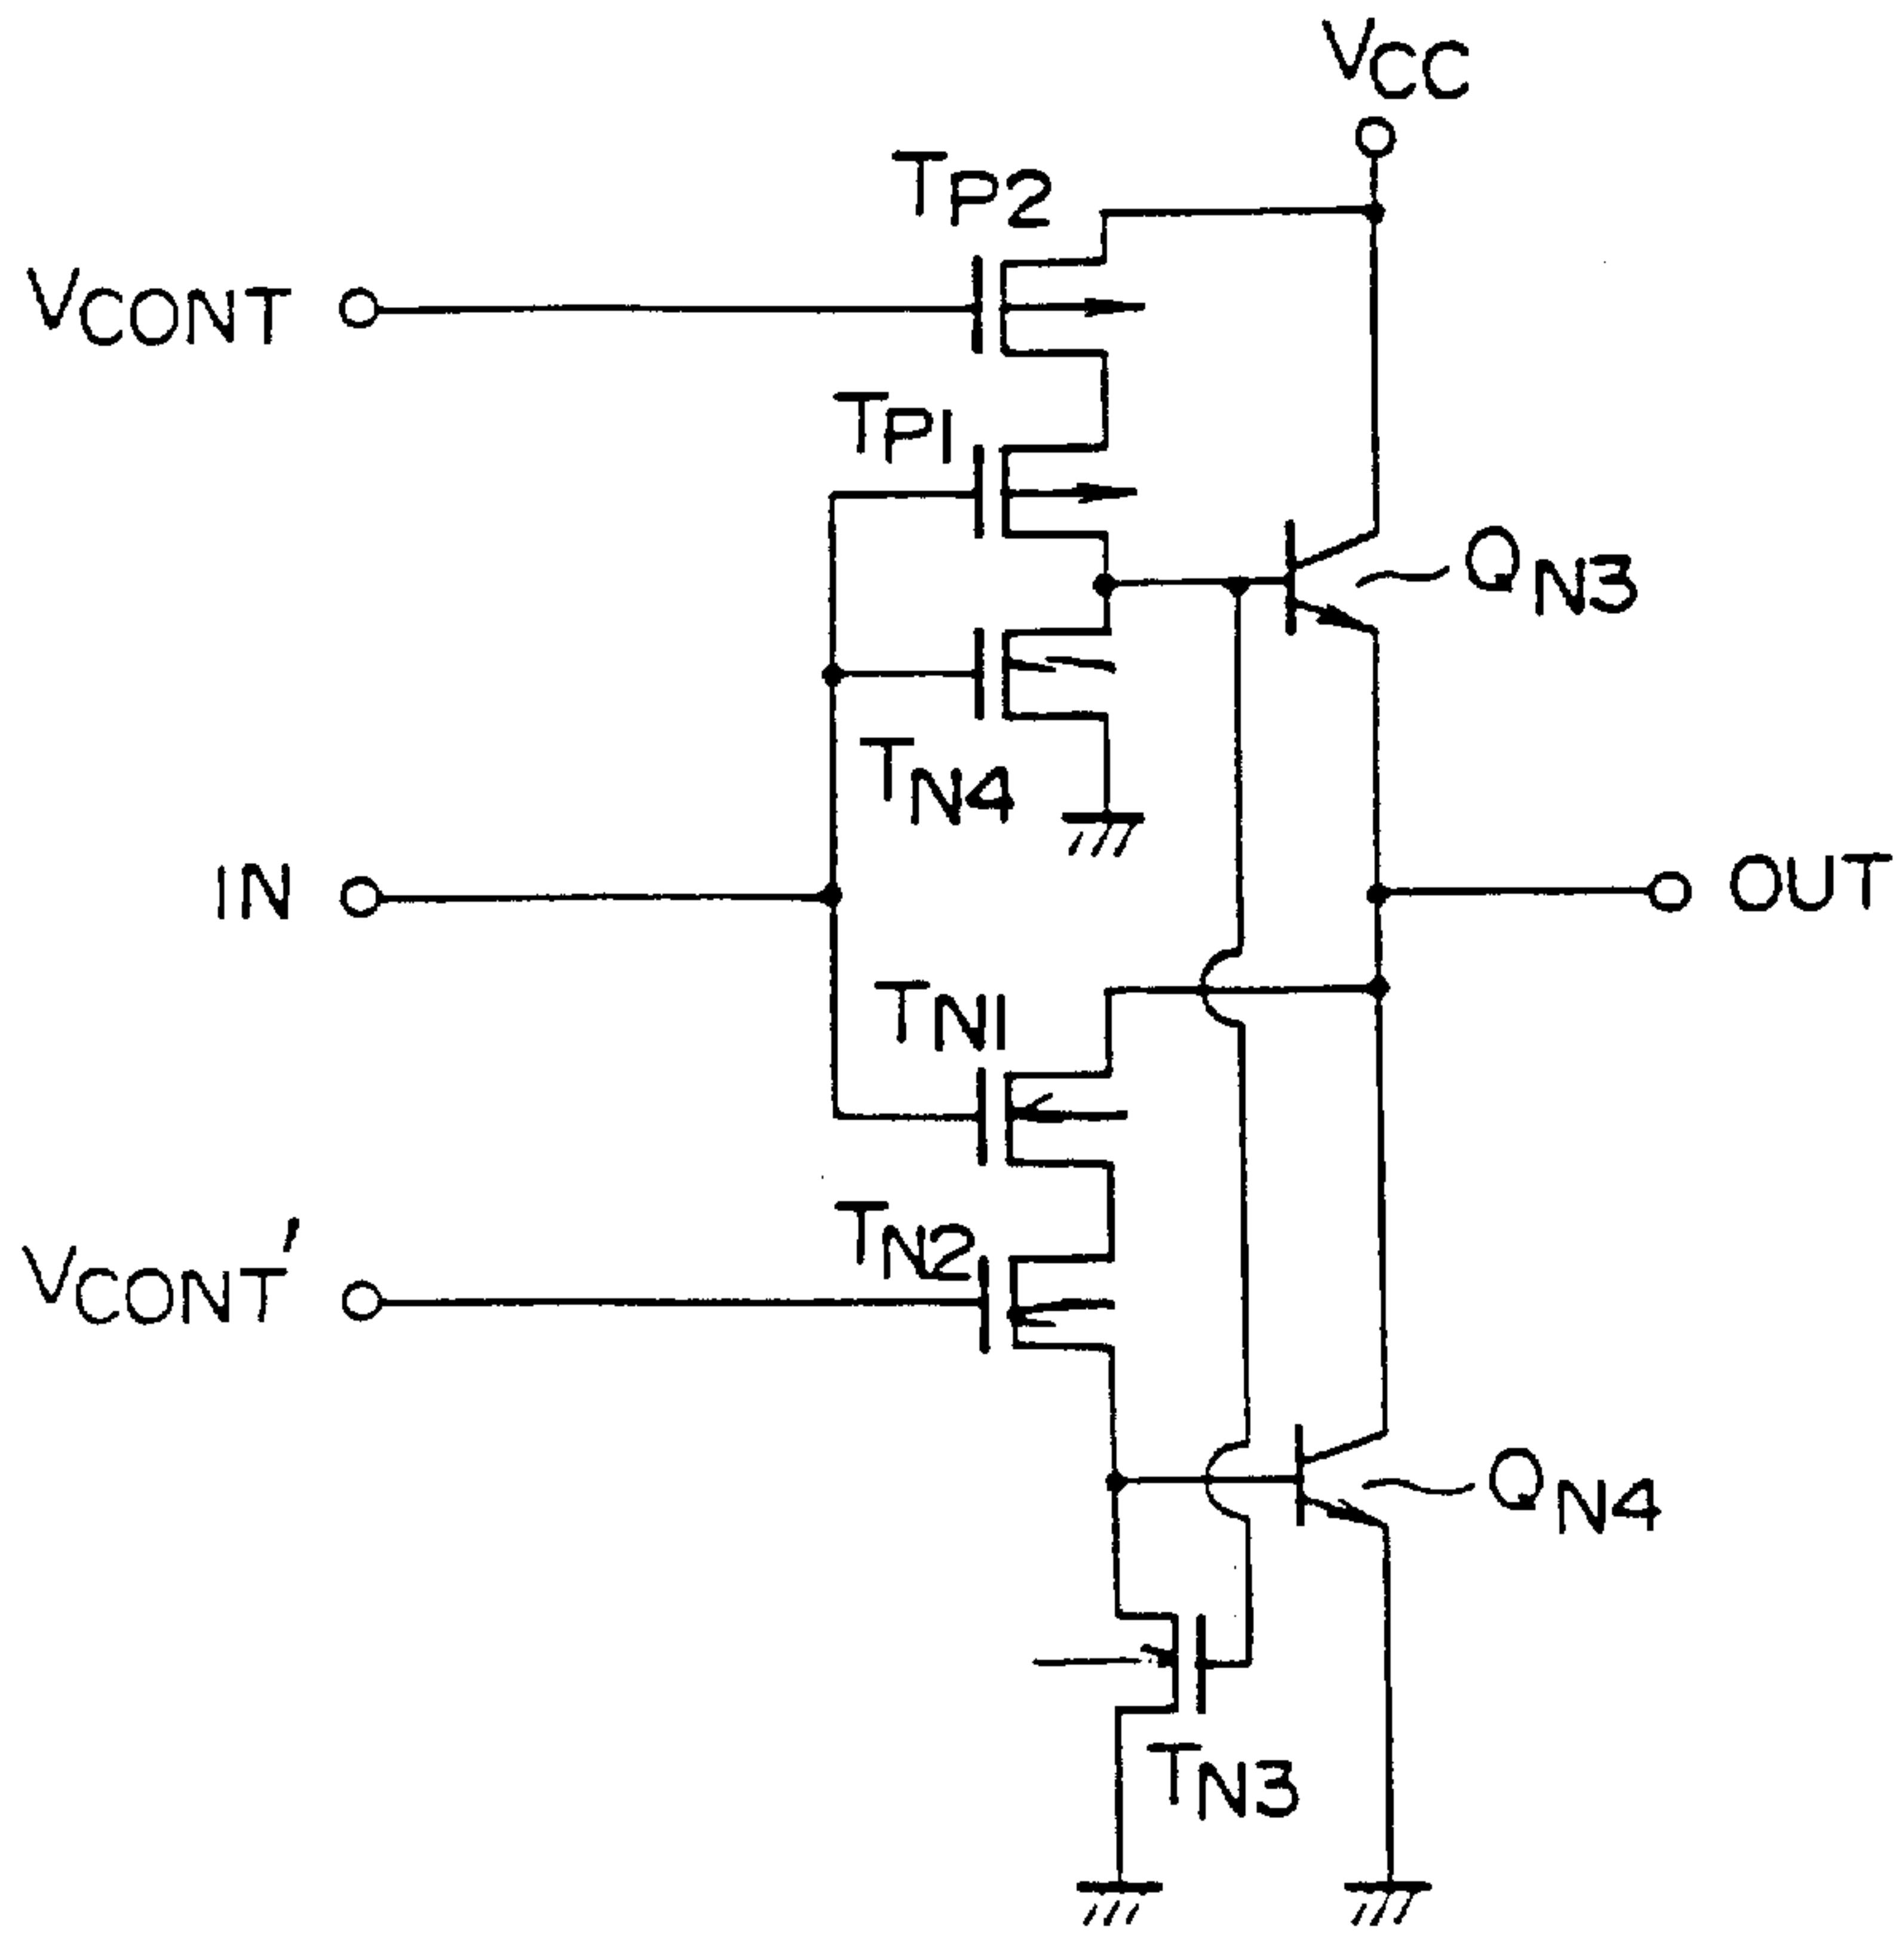 VCC
TP2
VCONT
TP1
QN3
TN4
IN
OUT
TN1
TN2
VCONT'
QN4
TN3